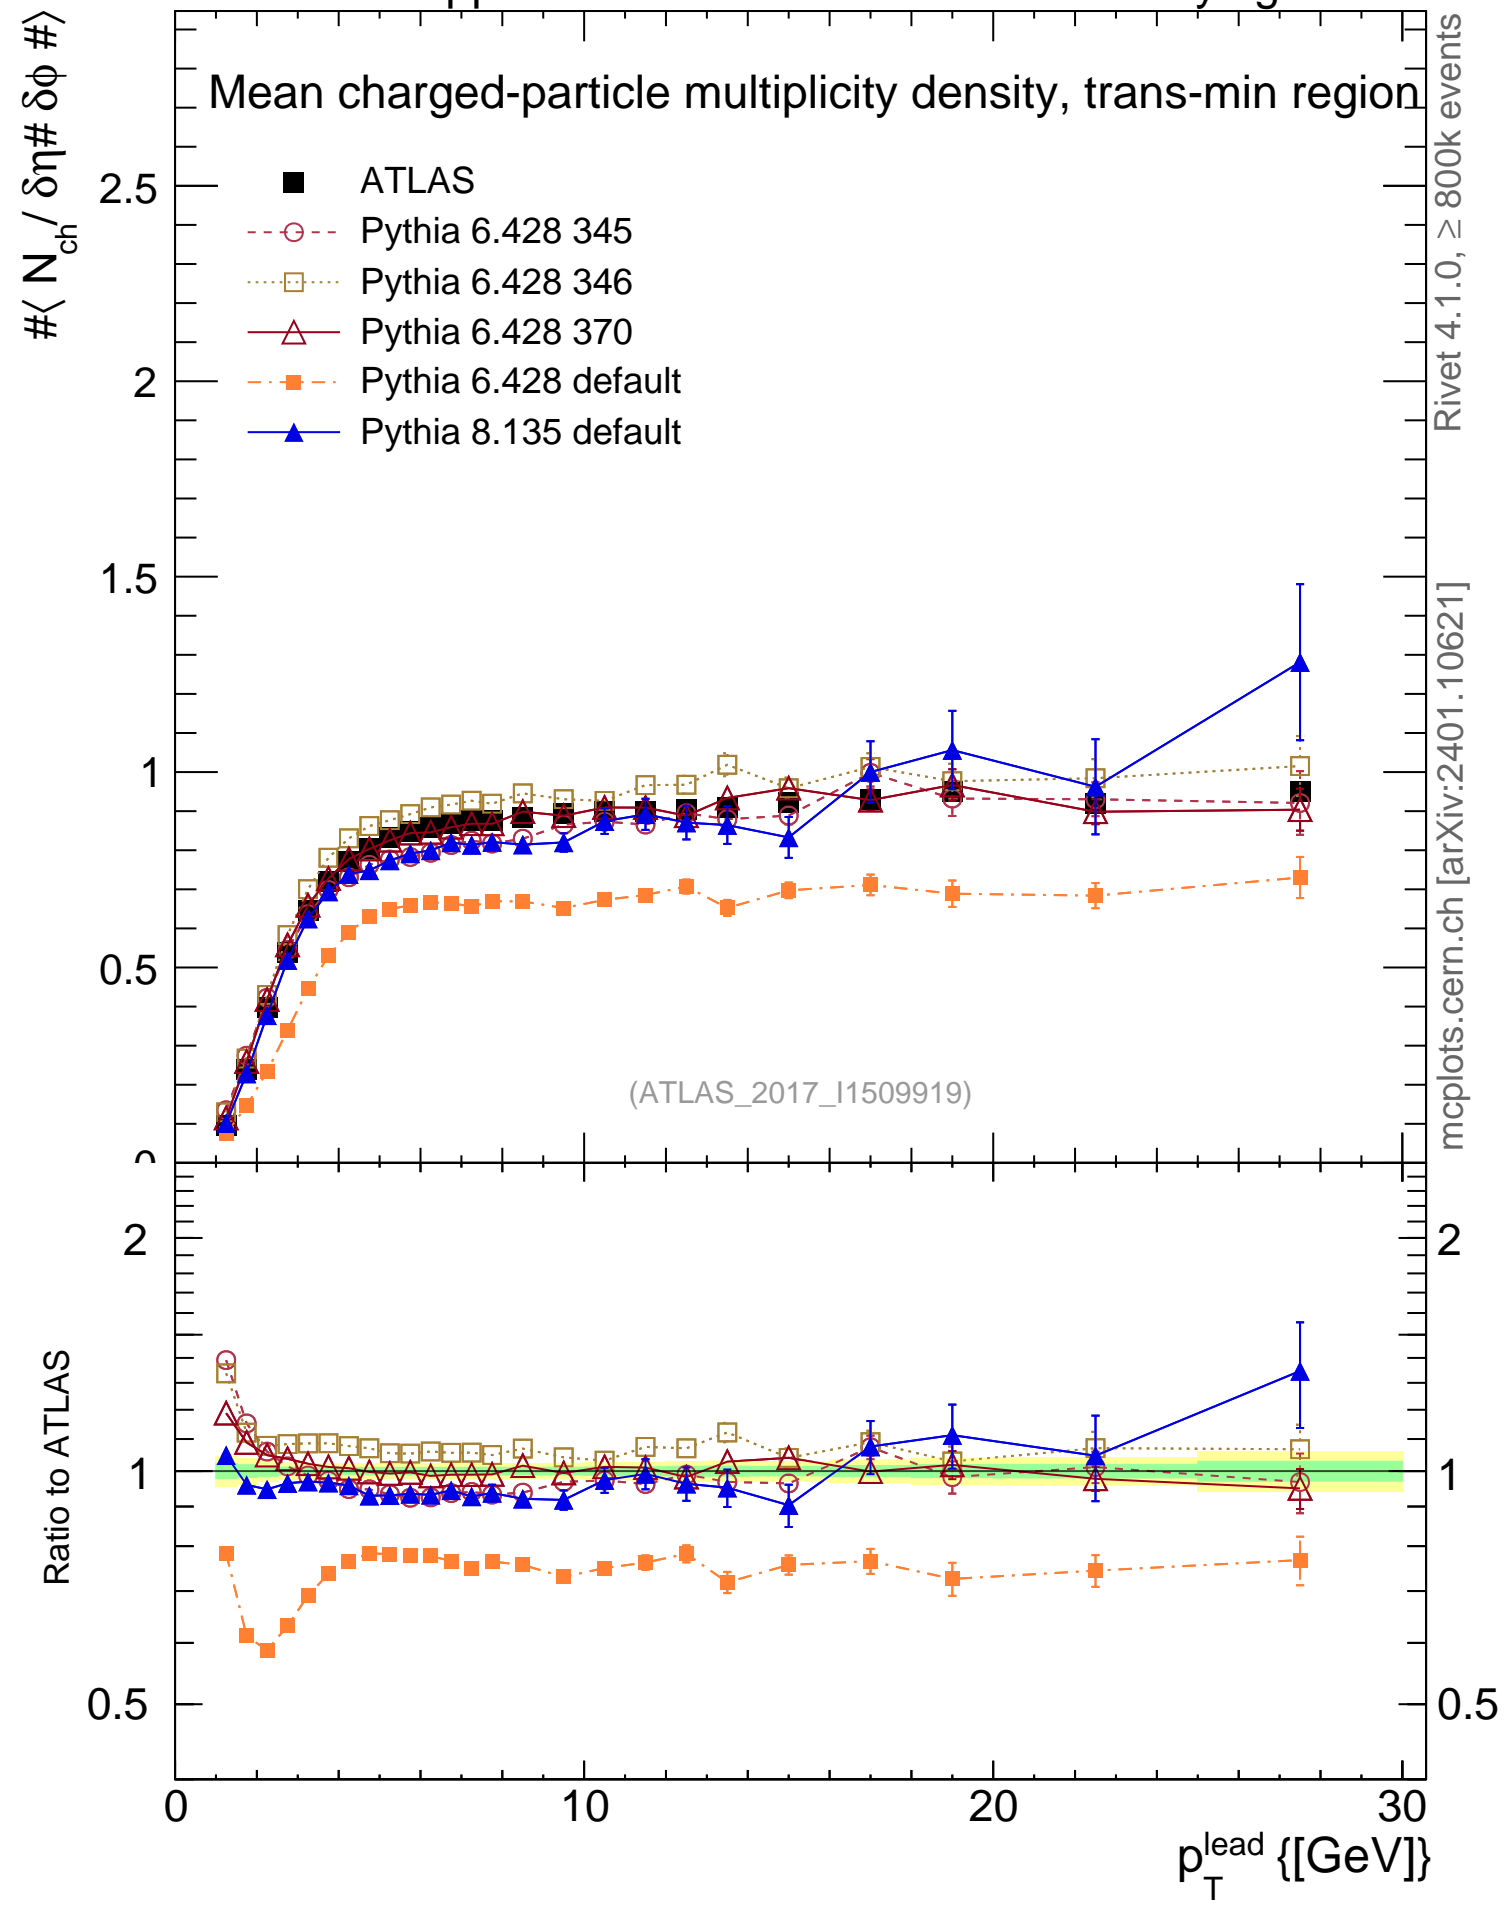 Mean charged-particle multiplicity density, trans-min region
#⟨ N_ch / δη# δϕ #⟩
ATLAS
Pythia 6.428 345
Pythia 6.428 346
Pythia 6.428 370
Pythia 6.428 default
Pythia 8.135 default
2.5
2
1.5
1
0.5
0
(ATLAS_2017_I1509919)
Rivet 4.1.0, ≥ 800k events
mcplots.cern.ch [arXiv:2401.10621]
Ratio to ATLAS
2
1
0.5
2
1
0.5
0 10 20 30
p_T^lead {[GeV]}